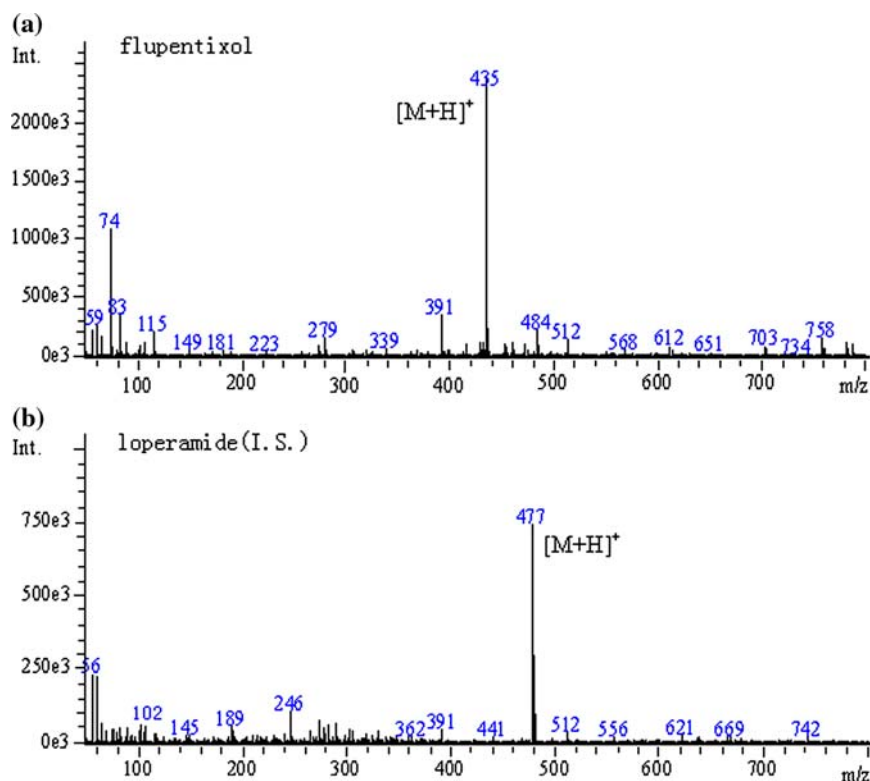 (a)
Int.
flupentixol
435
[M+H]+
2000e3
1500e3
74
1000e3
500e3
59
83
115
149
181
223
279
339
391
484
512
568
612
651
703
734
758
0e3
100
200
300
400
500
600
700
m/z
(b)
Int.
loperamide(I.S.)
750e3
477
[M+H]+
500e3
250e3
56
102
145
189
246
362
391
441
512
556
621
669
742
0e3
100
200
300
400
500
600
700
m/z